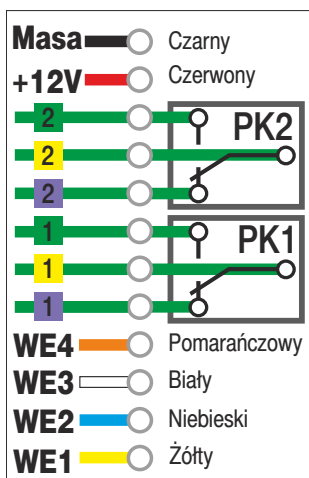 Masa Czarny
+12V Czerwony
2
PK2
2
2
1
PK1
1
1
WE4 Pomarańczowy
WE3 Biały
WE2 Niebieski
WE1 Żółty